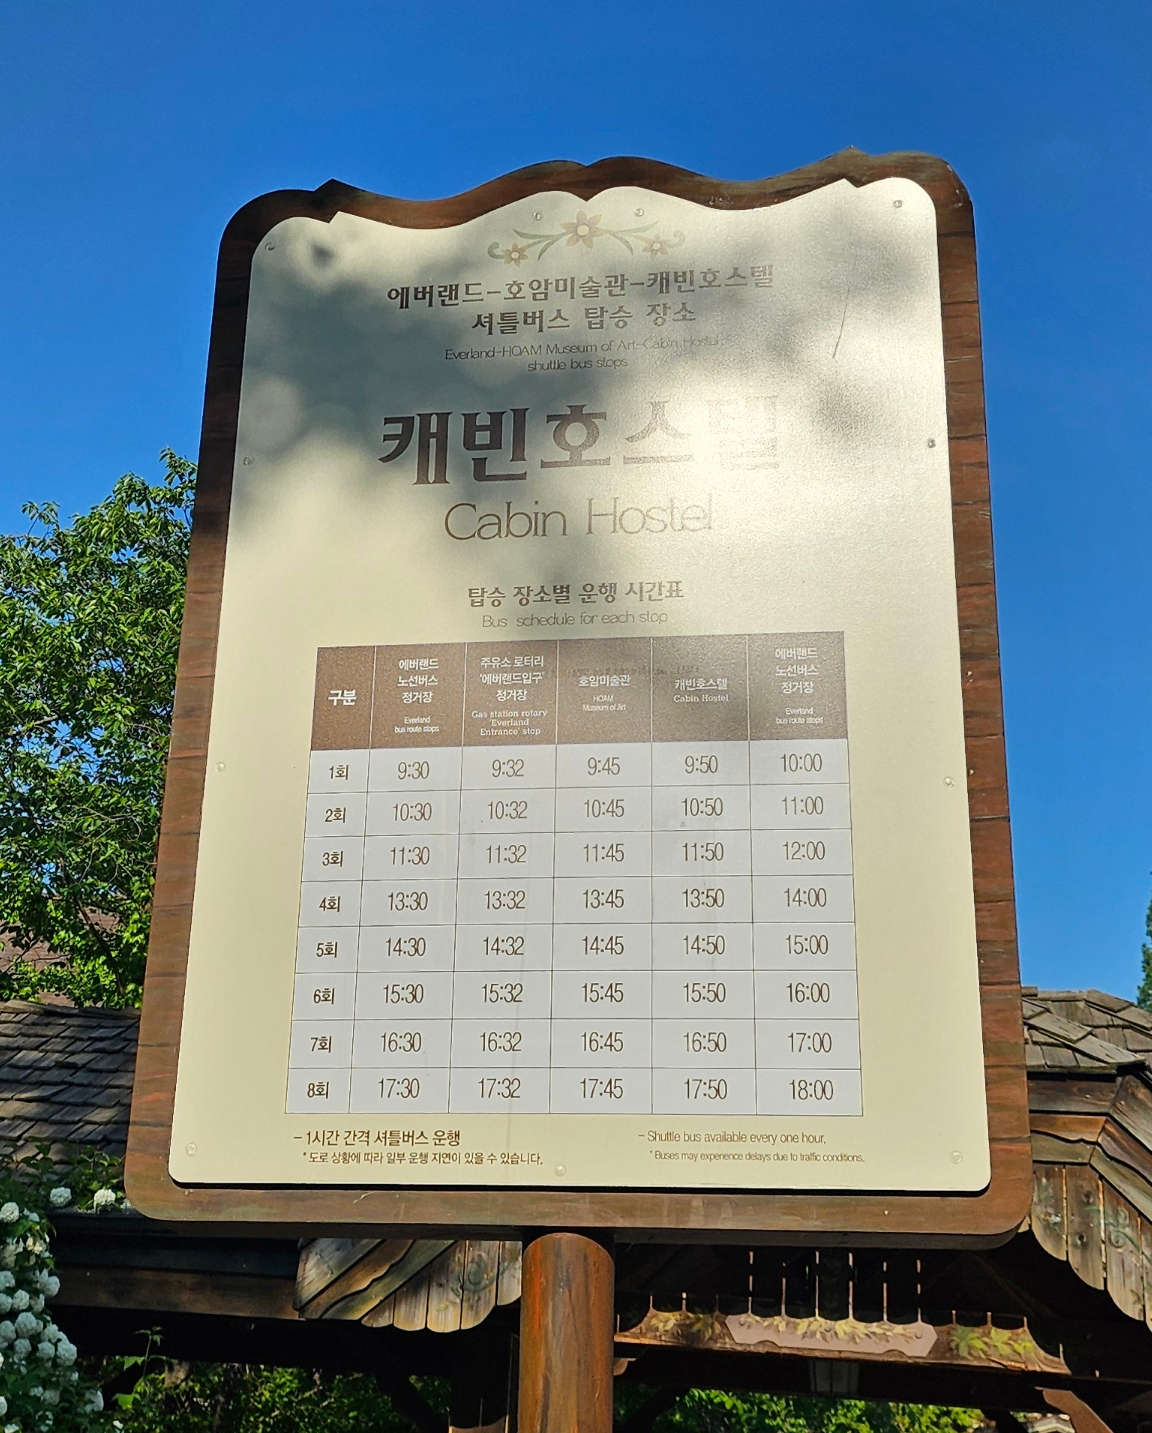 에버랜드-호암미술관-캐빈호스텔
셔틀버스 탑승 장소
Everland-HOAM Museum of Art-Cabin Hostel
shuttle bus stops
캐빈호스텔
Cabin Hostel
탑승 장소별 운행 시간표
Bus schedule for each stop
구분
에버랜드
노선버스
정거장
Everland
bus route stops
주유소 로터리
'에버랜드입구'
정거장
Gas station rotary
'Everland
Entrance' stop
호암미술관
HOAM
Museum of Art
캐빈호스텔
Cabin Hostel
에버랜드
노선버스
정거장
Everland
bus route stops
1회 9:30 9:32 9:45 9:50 10:00
2회 10:30 10:32 10:45 10:50 11:00
3회 11:30 11:32 11:45 11:50 12:00
4회 13:30 13:32 13:45 13:50 14:00
5회 14:30 14:32 14:45 14:50 15:00
6회 15:30 15:32 15:45 15:50 16:00
7회 16:30 16:32 16:45 16:50 17:00
8회 17:30 17:32 17:45 17:50 18:00
- 1시간 간격 셔틀버스 운행
* 도로 상황에 따라 일부 운행 지연이 있을 수 있습니다.
- Shuttle bus available every one hour.
* Buses may experience delays due to traffic conditions.